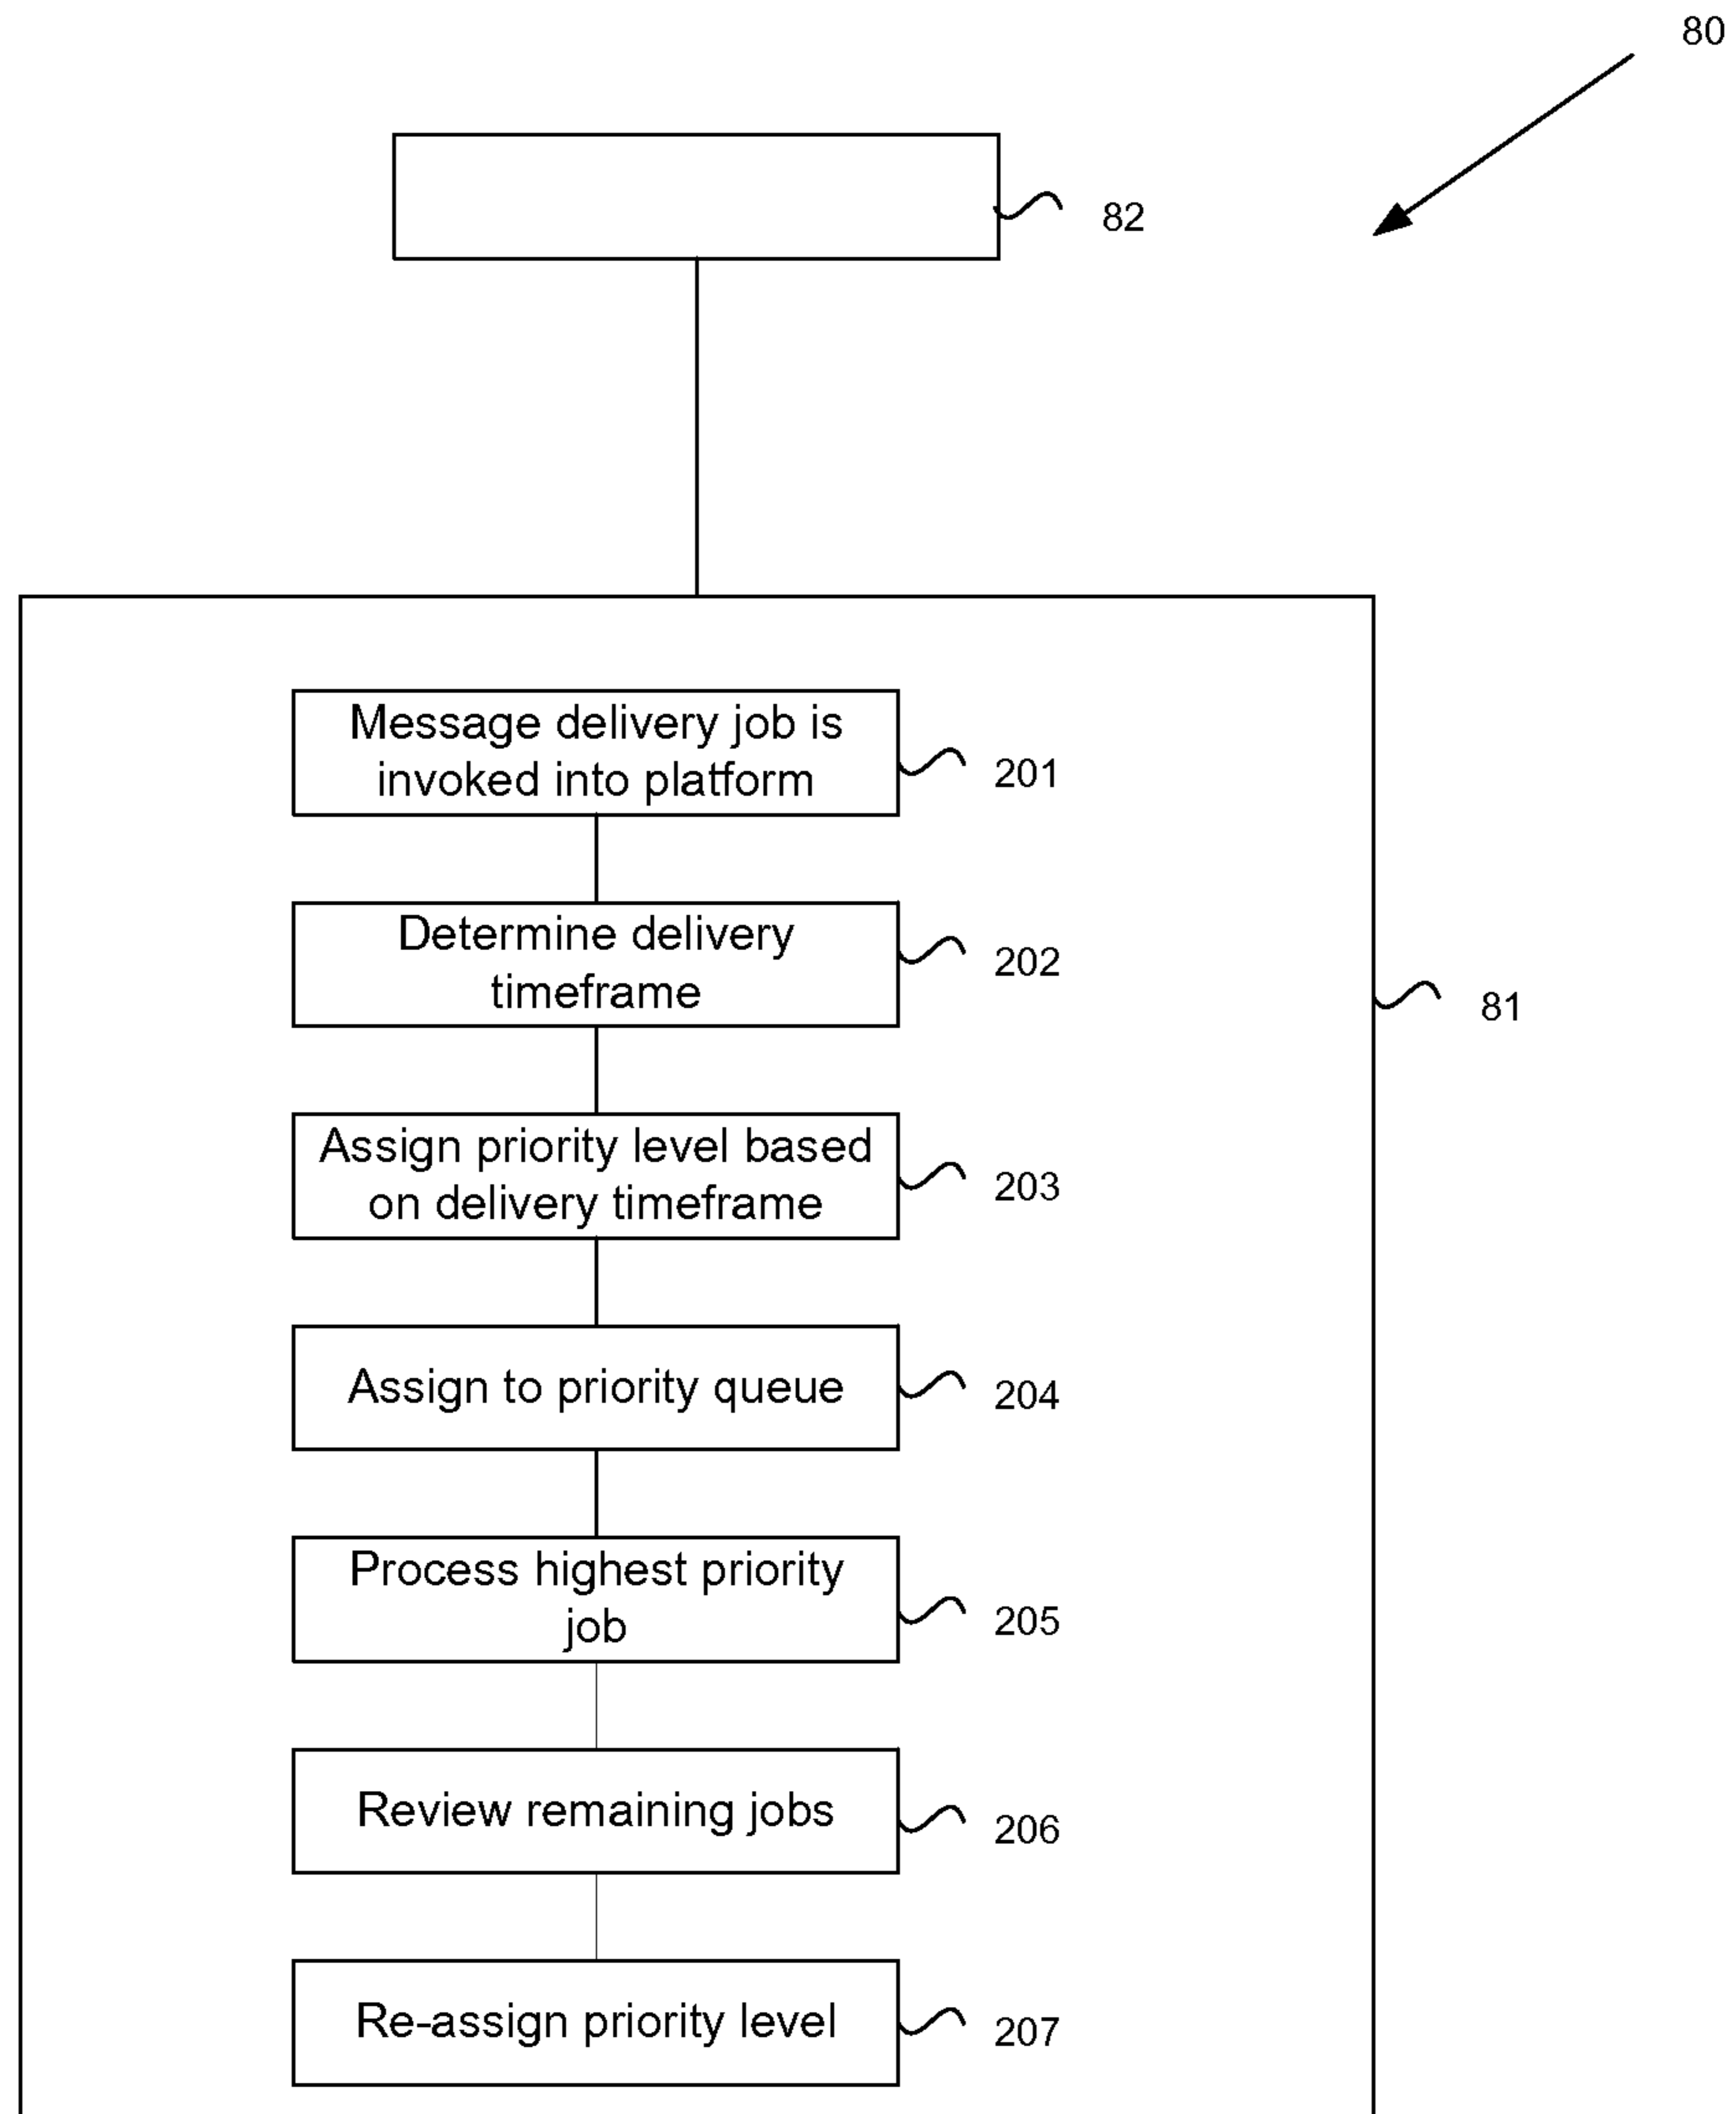 80
82
Message delivery job is
invoked into platform
201
Determine delivery
timeframe
202
81
Assign priority level based
on delivery timeframe
203
Assign to priority queue
204
Process highest priority
job
205
Review remaining jobs
206
Re-assign priority level
207